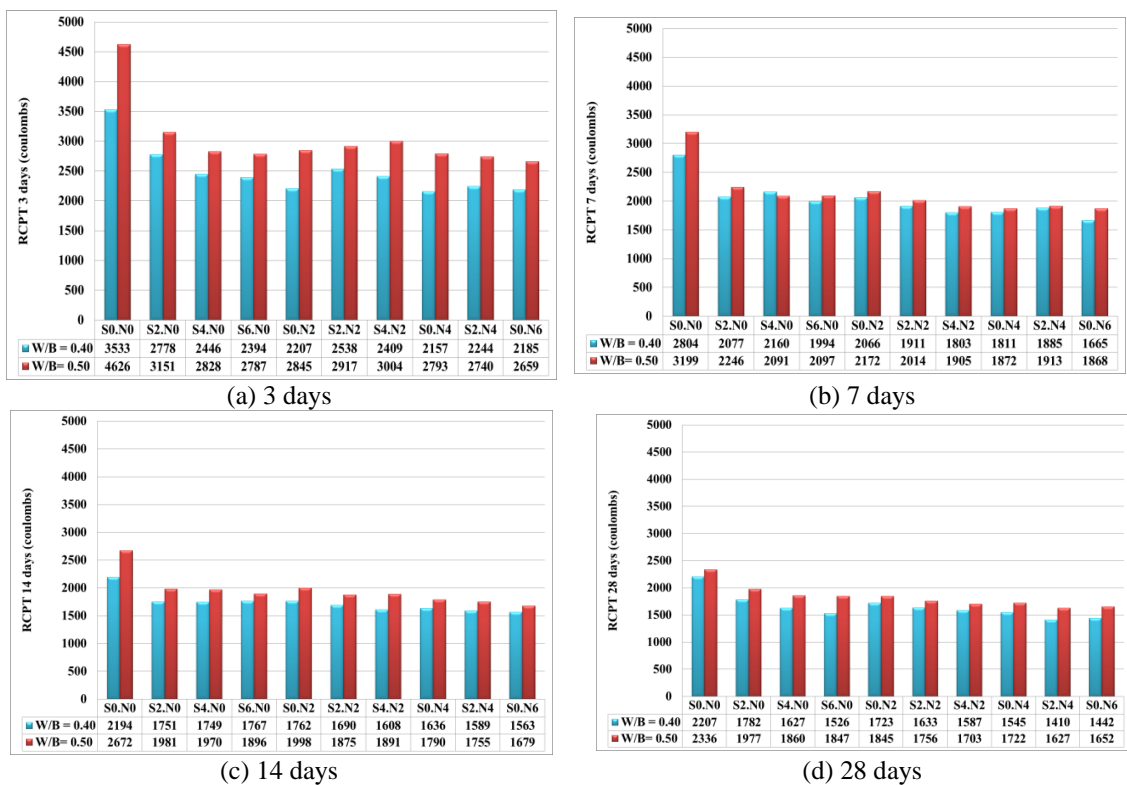 RCPT 3 days (coulombs)
5000
4500
4000
3500
3000
2500
2000
1500
1000
500
0
S0.N0 S2.N0 S4.N0 S6.N0 S0.N2 S2.N2 S4.N2 S0.N4 S2.N4 S0.N6
W/B = 0.40 3533 2778 2446 2394 2207 2538 2409 2157 2244 2185
W/B= 0.50 4626 3151 2828 2787 2845 2917 3004 2793 2740 2659
(a) 3 days
RCPT 7 days (coulombs)
5000
4500
4000
3500
3000
2500
2000
1500
1000
500
0
S0.N0 S2.N0 S4.N0 S6.N0 S0.N2 S2.N2 S4.N2 S0.N4 S2.N4 S0.N6
W/B = 0.40 2804 2077 2160 1994 2066 1911 1803 1811 1885 1665
W/B= 0.50 3199 2246 2091 2097 2172 2014 1905 1872 1913 1868
(b) 7 days
RCPT 14 days (coulombs)
5000
4500
4000
3500
3000
2500
2000
1500
1000
500
0
S0.N0 S2.N0 S4.N0 S6.N0 S0.N2 S2.N2 S4.N2 S0.N4 S2.N4 S0.N6
W/B = 0.40 2194 1751 1749 1767 1762 1690 1608 1636 1589 1563
W/B= 0.50 2672 1981 1970 1896 1998 1875 1891 1790 1755 1679
(c) 14 days
RCPT 28 days (coulombs)
5000
4500
4000
3500
3000
2500
2000
1500
1000
500
0
S0.N0 S2.N0 S4.N0 S6.N0 S0.N2 S2.N2 S4.N2 S0.N4 S2.N4 S0.N6
W/B = 0.40 2207 1782 1627 1526 1723 1633 1587 1545 1410 1442
W/B= 0.50 2336 1977 1860 1847 1845 1756 1703 1722 1627 1652
(d) 28 days